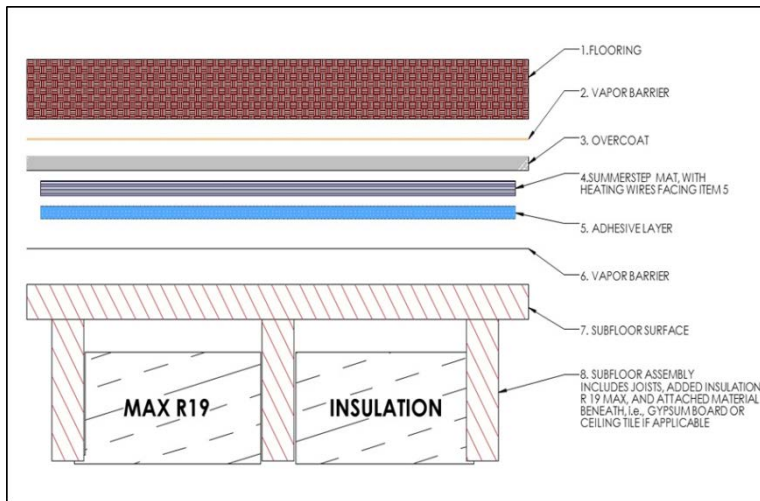 1.FLOORING
2. VAPOR BARRIER
3. OVERCOAT
4.SUMMERSTEP MAT, WITH
HEATING WIRES FACING ITEM 5
5. ADHESIVE LAYER
6. VAPOR BARRIER
7. SUBFLOOR SURFACE
8. SUBFLOOR ASSEMBLY
INCLUDES JOISTS, ADDED INSULATION
R 19 MAX, AND ATTACHED MATERIAL
BENEATH, i.e., GYPSUM BOARD OR
CEILING TILE IF APPLICABLE
MAX R19
INSULATION